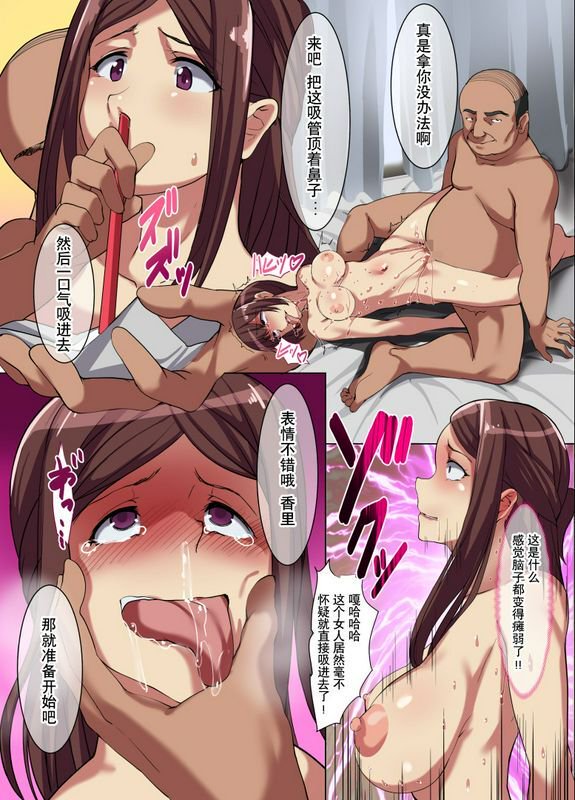 真是拿你没办法啊
来吧 把这吸管顶着鼻子…
然后一口气吸进去
ズズッ
ゾクッ
这是什么
感觉脑子都变得瘫弱了!!
嘎哈哈哈
这个女人居然毫不
怀疑就直接吸进去了!
表情不错哦 香里
那就准备开始吧